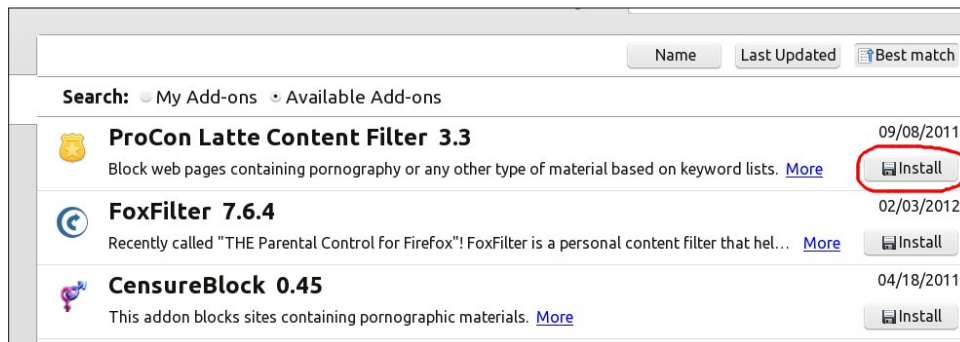 Name Last Updated Best match
Search: My Add-ons Available Add-ons
ProCon Latte Content Filter 3.3 09/08/2011
Block web pages containing pornography or any other type of material based on keyword lists. More Install
FoxFilter 7.6.4 02/03/2012
Recently called "THE Parental Control for Firefox"! FoxFilter is a personal content filter that hel... More Install
CensureBlock 0.45 04/18/2011
This addon blocks sites containing pornographic materials. More Install